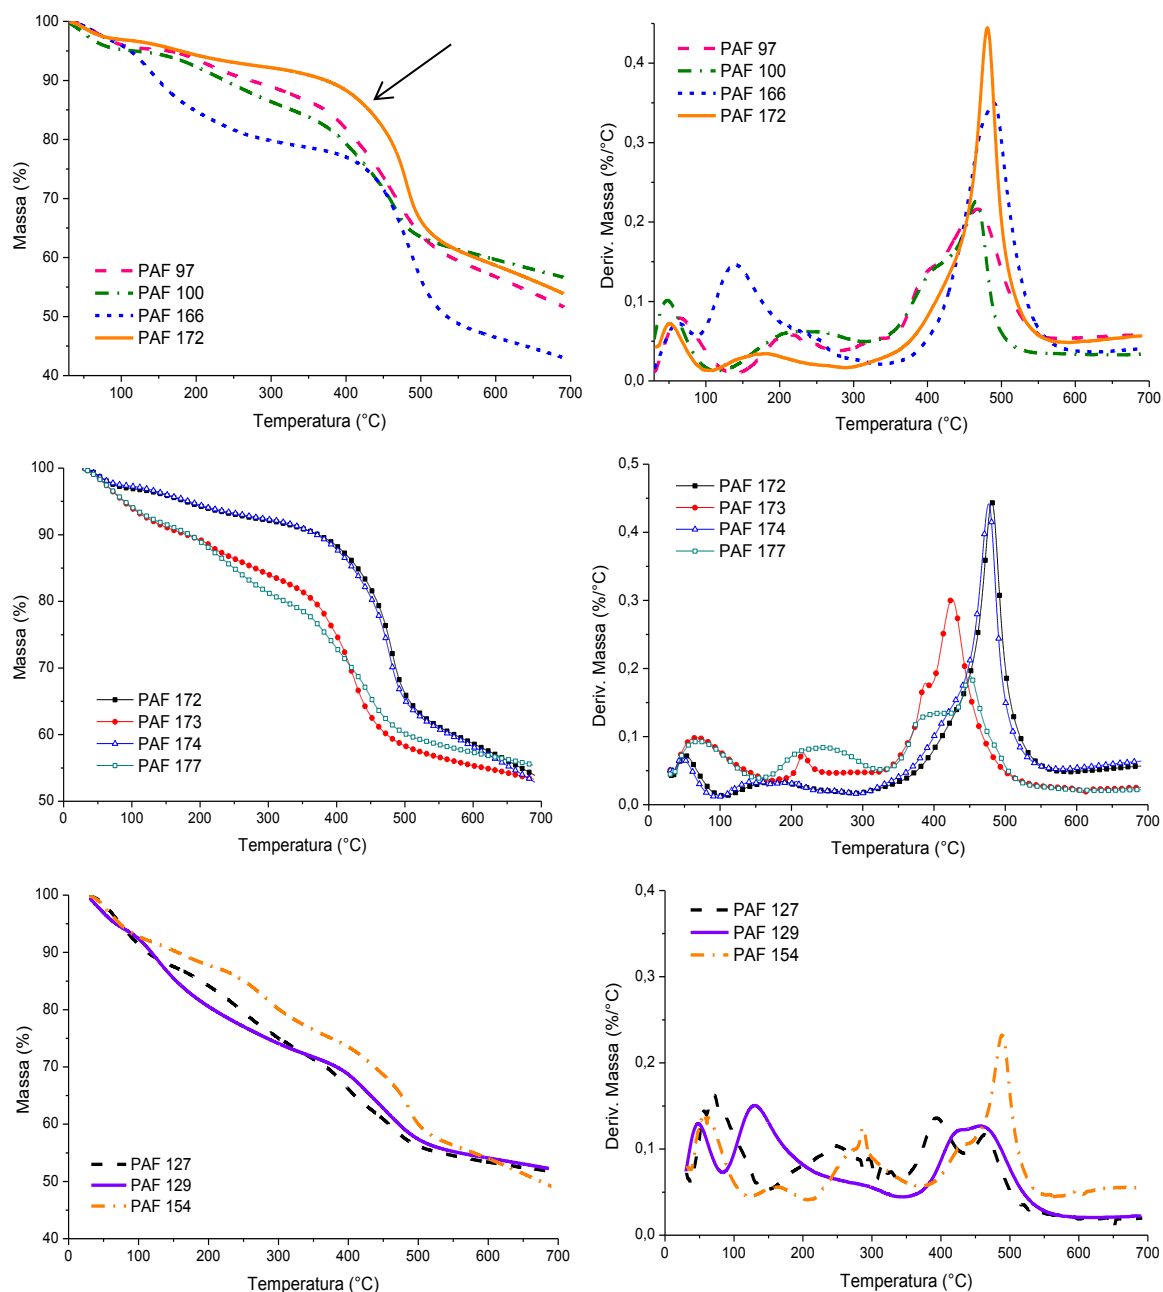 100
90
80
70
60
50
40
Massa (%)
PAF 97
PAF 100
PAF 166
PAF 172
0
100
200
300
400
500
600
700
Temperatura (°C)
0,4
0,3
0,2
0,1
0,0
Deriv. Massa (%/°C)
PAF 97
PAF 100
PAF 166
PAF 172
100
200
300
400
500
600
700
Temperatura (°C)
100
90
80
70
60
50
Massa (%)
PAF 172
PAF 173
PAF 174
PAF 177
0
100
200
300
400
500
600
700
Temperatura (°C)
0,5
0,4
0,3
0,2
0,1
0,0
Deriv. Massa (%/°C)
PAF 172
PAF 173
PAF 174
PAF 177
0
100
200
300
400
500
600
700
Temperatura (°C)
100
90
80
70
60
50
40
Massa (%)
PAF 127
PAF 129
PAF 154
0
100
200
300
400
500
600
700
Temperatura (°C)
0,4
0,3
0,2
0,1
0,0
Deriv. Massa (%/°C)
PAF 127
PAF 129
PAF 154
0
100
200
300
400
500
600
700
Temperatura (°C)